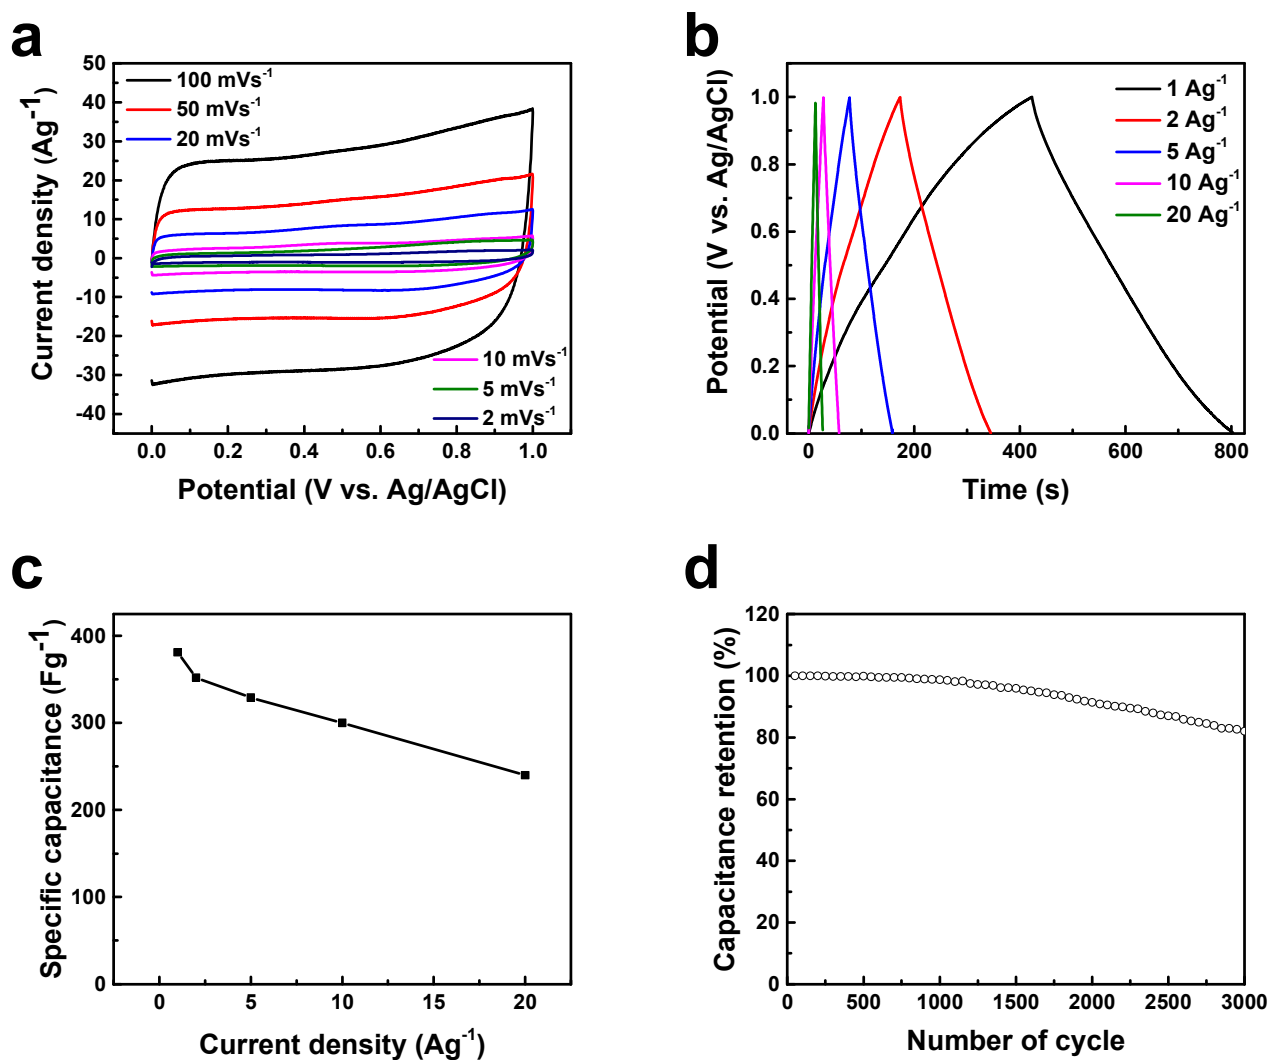 a
50
40
30
20
10
0
-10
-20
-30
-40
0.0 0.2 0.4 0.6 0.8 1.0
Current density (Ag⁻¹)
Potential (V vs. Ag/AgCl)
100 mVs⁻¹
50 mVs⁻¹
20 mVs⁻¹
10 mVs⁻¹
5 mVs⁻¹
2 mVs⁻¹
b
1.0
0.8
0.6
0.4
0.2
0.0
0 200 400 600 800
Potential (V vs. Ag/AgCl)
Time (s)
1 Ag⁻¹
2 Ag⁻¹
5 Ag⁻¹
10 Ag⁻¹
20 Ag⁻¹
c
400
300
200
100
0
0 5 10 15 20
Specific capacitance (Fg⁻¹)
Current density (Ag⁻¹)
d
120
100
80
60
40
20
0
0 500 1000 1500 2000 2500 3000
Capacitance retention (%)
Number of cycle